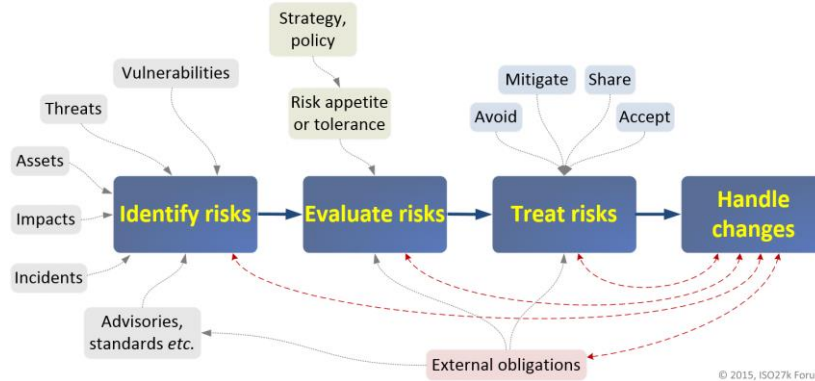 Strategy,
policy
Vulnerabilities
Mitigate
Share
Threats
Risk appetite
or tolerance
Avoid
Accept
Assets
Identify risks
Evaluate risks
Treat risks
Handle
changes
Impacts
Incidents
Advisories,
standards etc.
External obligations
© 2015, ISO27k Foru